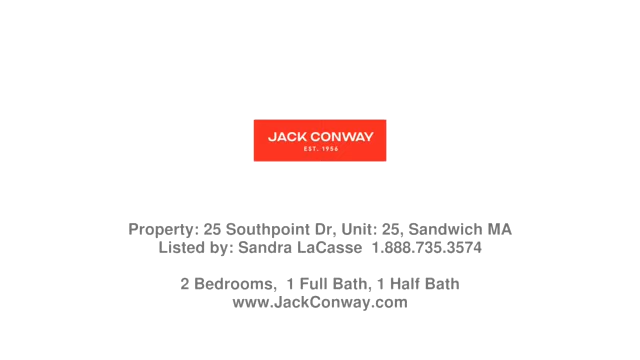 JACK CONWAY
EST. 1956
Property: 25 Southpoint Dr, Unit: 25, Sandwich MA
Listed by: Sandra LaCasse  1.888.735.3574
2 Bedrooms,  1 Full Bath, 1 Half Bath
www.JackConway.com